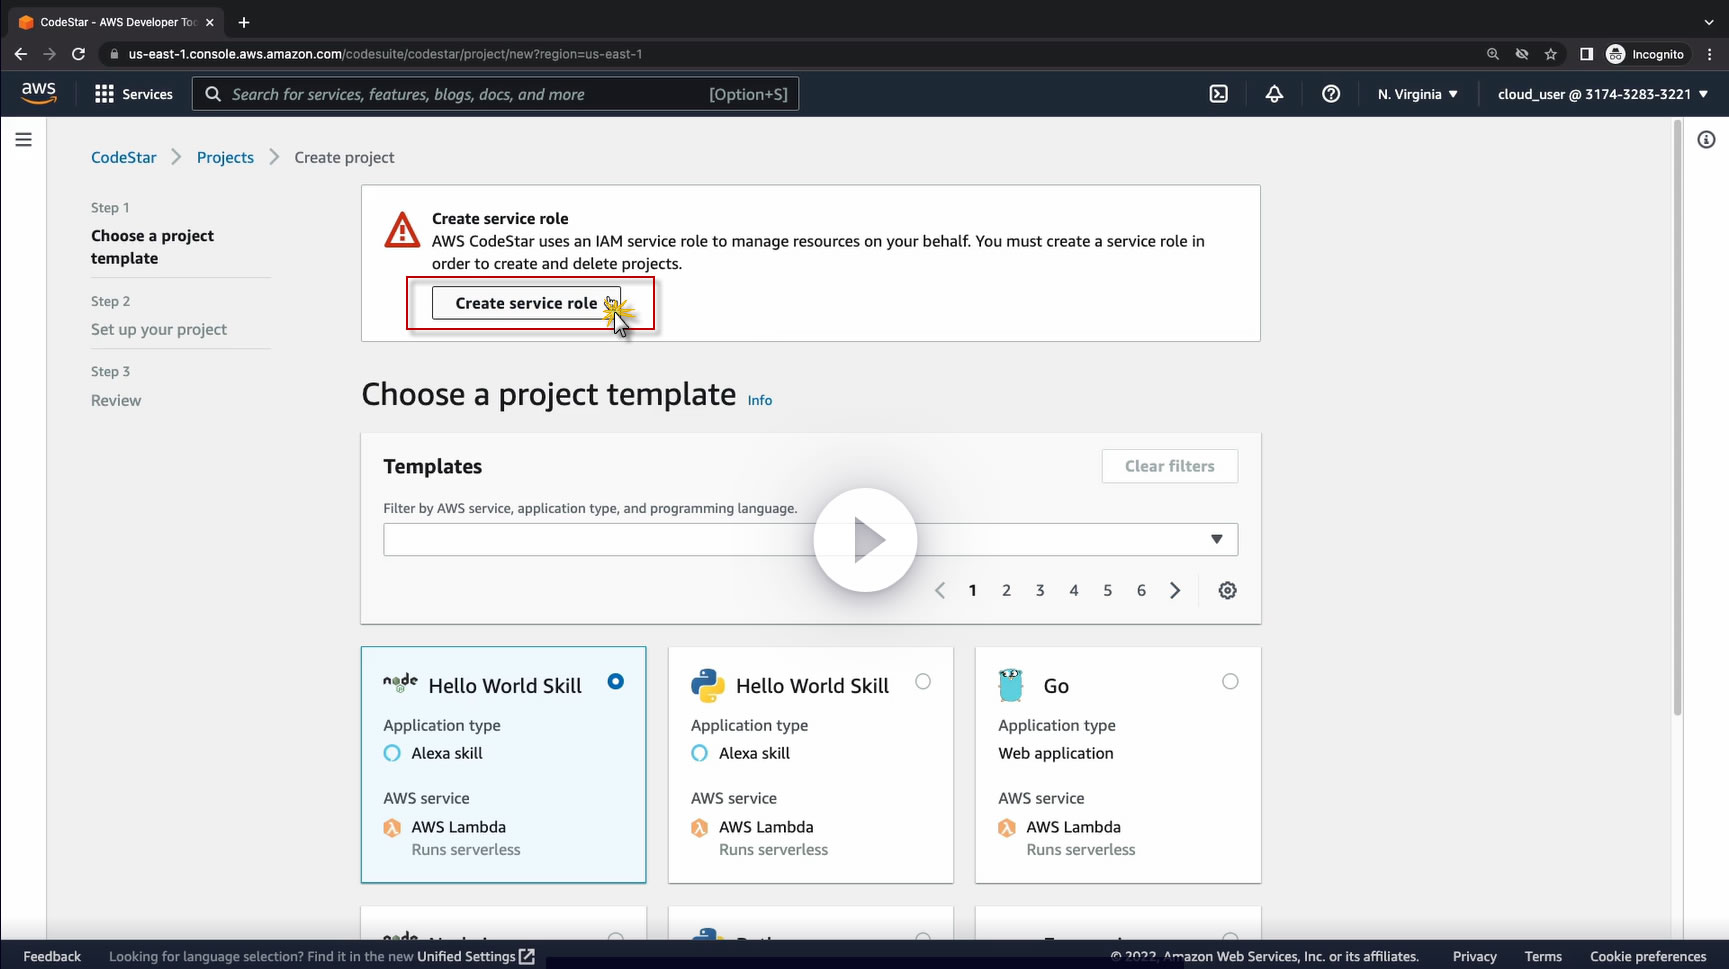 CodeStar - AWS Developer To
us-east-1.console.aws.amazon.com/codesuite/codestar/project/new?region=us-east-1
Incognito
aws
Services
Search for services, features, blogs, docs, and more
[Option+S]
N. Virginia
cloud_user @ 3174-3283-3221
CodeStar
Projects
Create project
Step 1
Choose a project
template
Step 2
Set up your project
Step 3
Review
Create service role
AWS CodeStar uses an IAM service role to manage resources on your behalf. You must create a service role in
order to create and delete projects.
Create service role
Choose a project template Info
Templates
Clear filters
Filter by AWS service, application type, and programming language.
1 2 3 4 5 6
node
Hello World Skill
Application type
Alexa skill
AWS service
AWS Lambda
Runs serverless
Hello World Skill
Application type
Alexa skill
AWS service
AWS Lambda
Runs serverless
Go
Application type
Web application
AWS service
AWS Lambda
Runs serverless
Feedback
Looking for language selection? Find it in the new Unified Settings
© 2022, Amazon Web Services, Inc. or its affiliates.
Privacy
Terms
Cookie preferences